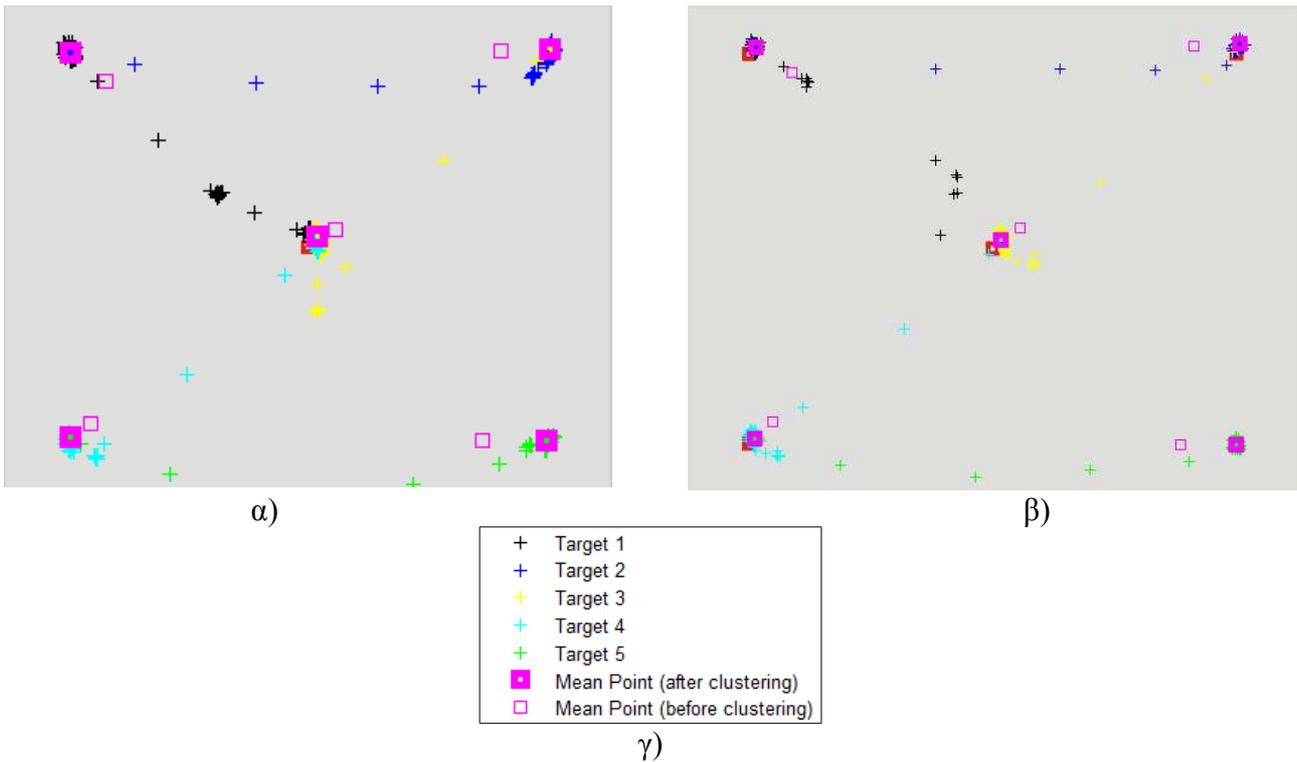 α)
β)
Target 1
Target 2
Target 3
Target 4
Target 5
Mean Point (after clustering)
Mean Point (before clustering)
γ)